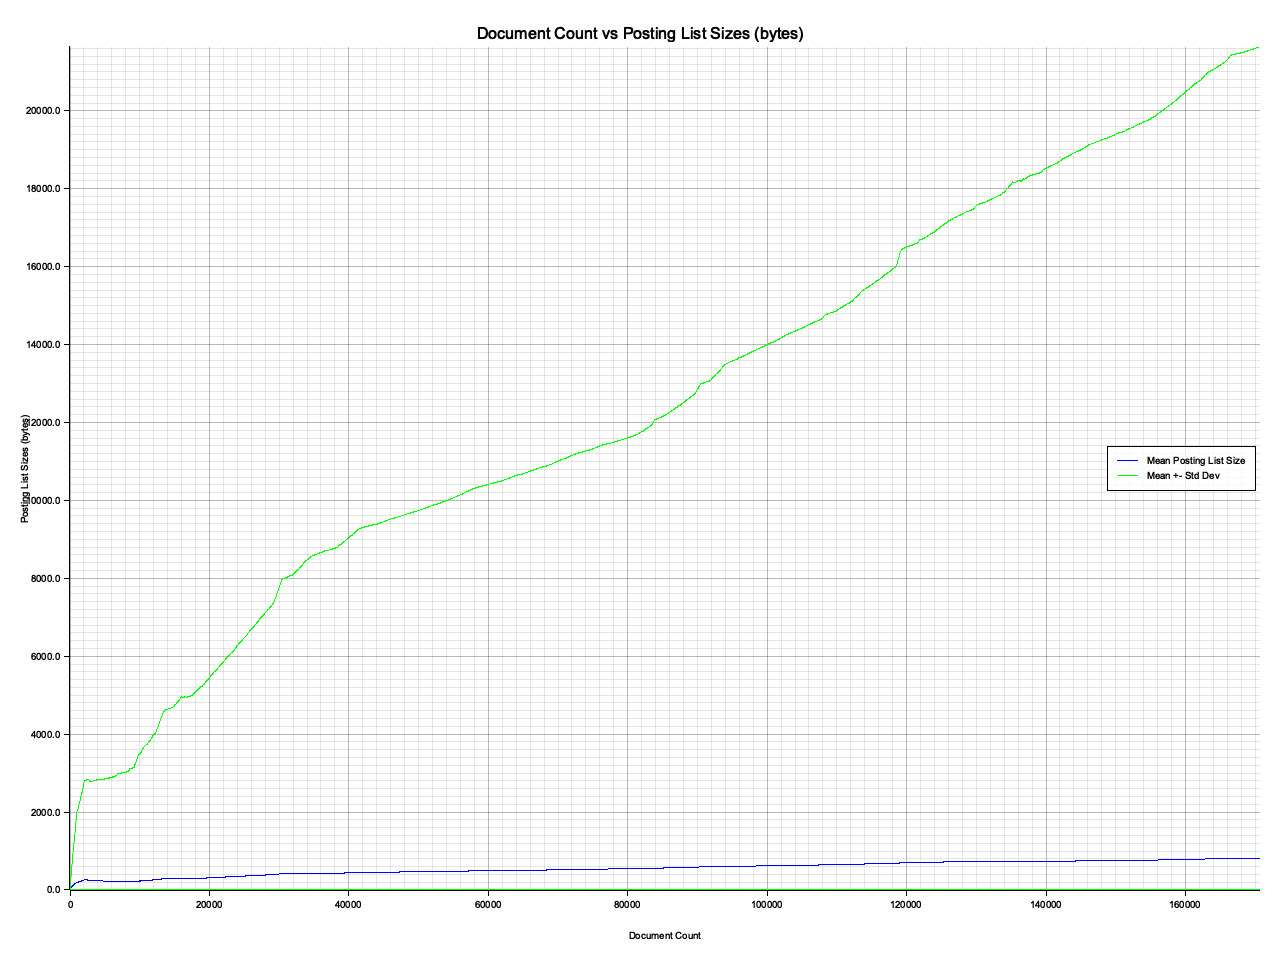 Document Count vs Posting List Sizes (bytes)
20000.0
18000.0
16000.0
14000.0
12000.0
10000.0
8000.0
6000.0
4000.0
2000.0
0.0
Posting List Sizes (bytes)
Mean Posting List Size
Mean +- Std Dev
0 20000 40000 60000 80000 100000 120000 140000 160000
Document Count